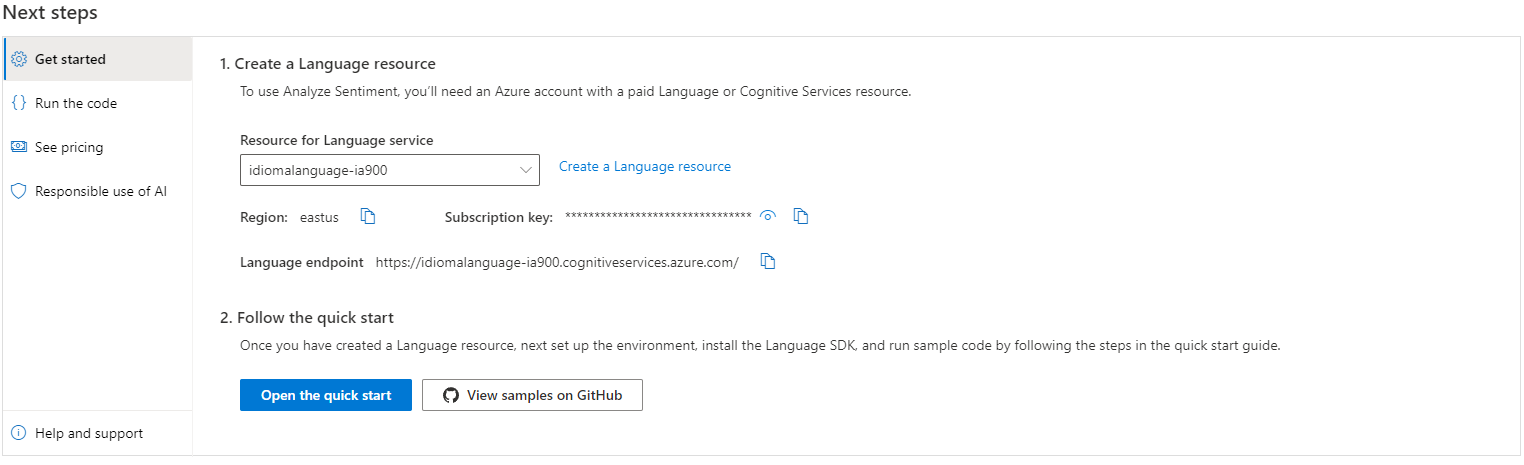 Next steps
Get started
Run the code
See pricing
Responsible use of AI
Help and support
1. Create a Language resource
To use Analyze Sentiment, you’ll need an Azure account with a paid Language or Cognitive Services resource.
Resource for Language service
idiomalanguage-ia900
Create a Language resource
Region: eastus
Subscription key: ********************************
Language endpoint https://idiomalanguage-ia900.cognitiveservices.azure.com/
2. Follow the quick start
Once you have created a Language resource, next set up the environment, install the Language SDK, and run sample code by following the steps in the quick start guide.
Open the quick start
View samples on GitHub